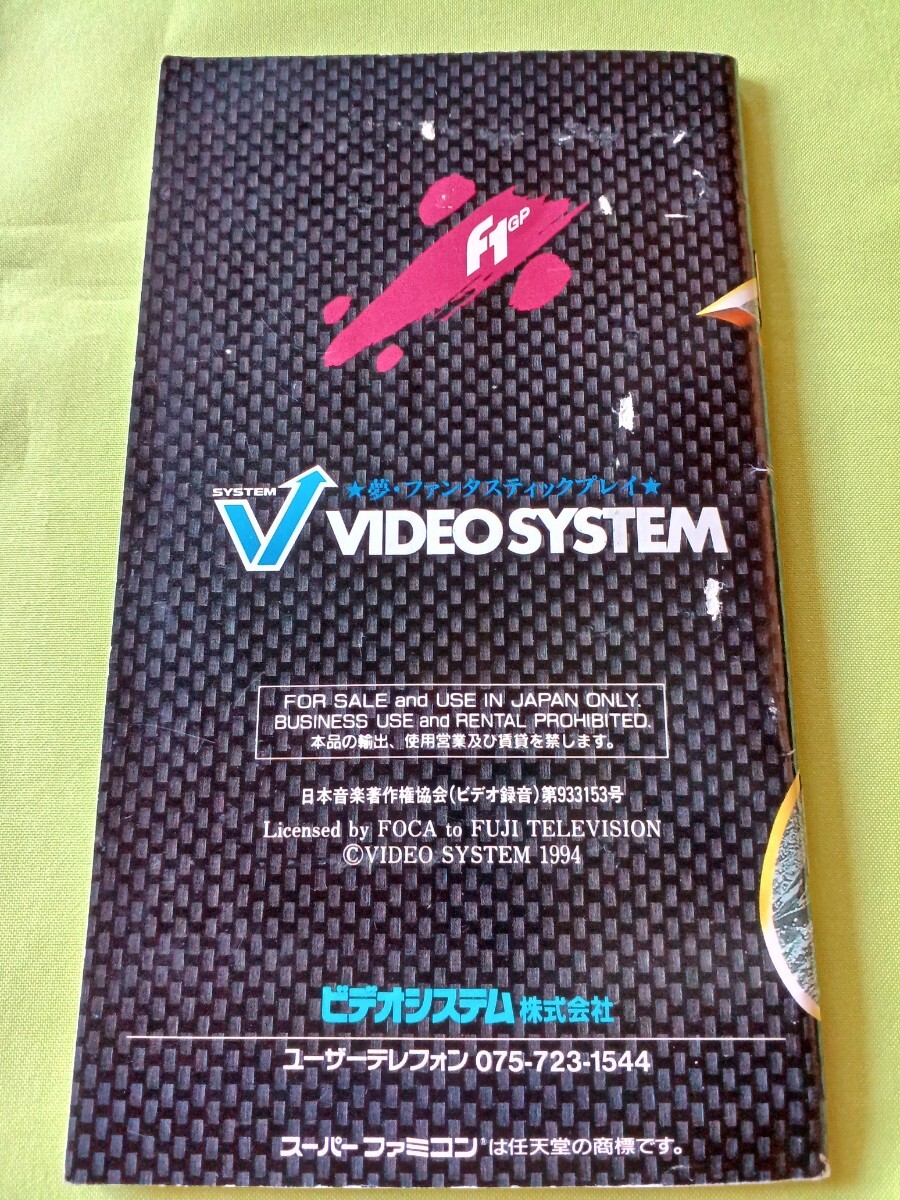 F1 GP
SYSTEM
★夢・ファンタスティックプレイ★
VIDEO SYSTEM
FOR SALE and USE IN JAPAN ONLY.
BUSINESS USE and RENTAL PROHIBITED.
本品の輸出、使用営業及び賃貸を禁します。
日本音楽著作権協会(ビデオ録音)第933153号
Licensed by FOCA to FUJI TELEVISION
©VIDEO SYSTEM 1994
ビデオシステム株式会社
ユーザーテレフォン 075-723-1544
スーパーファミコン®は任天堂の商標です。